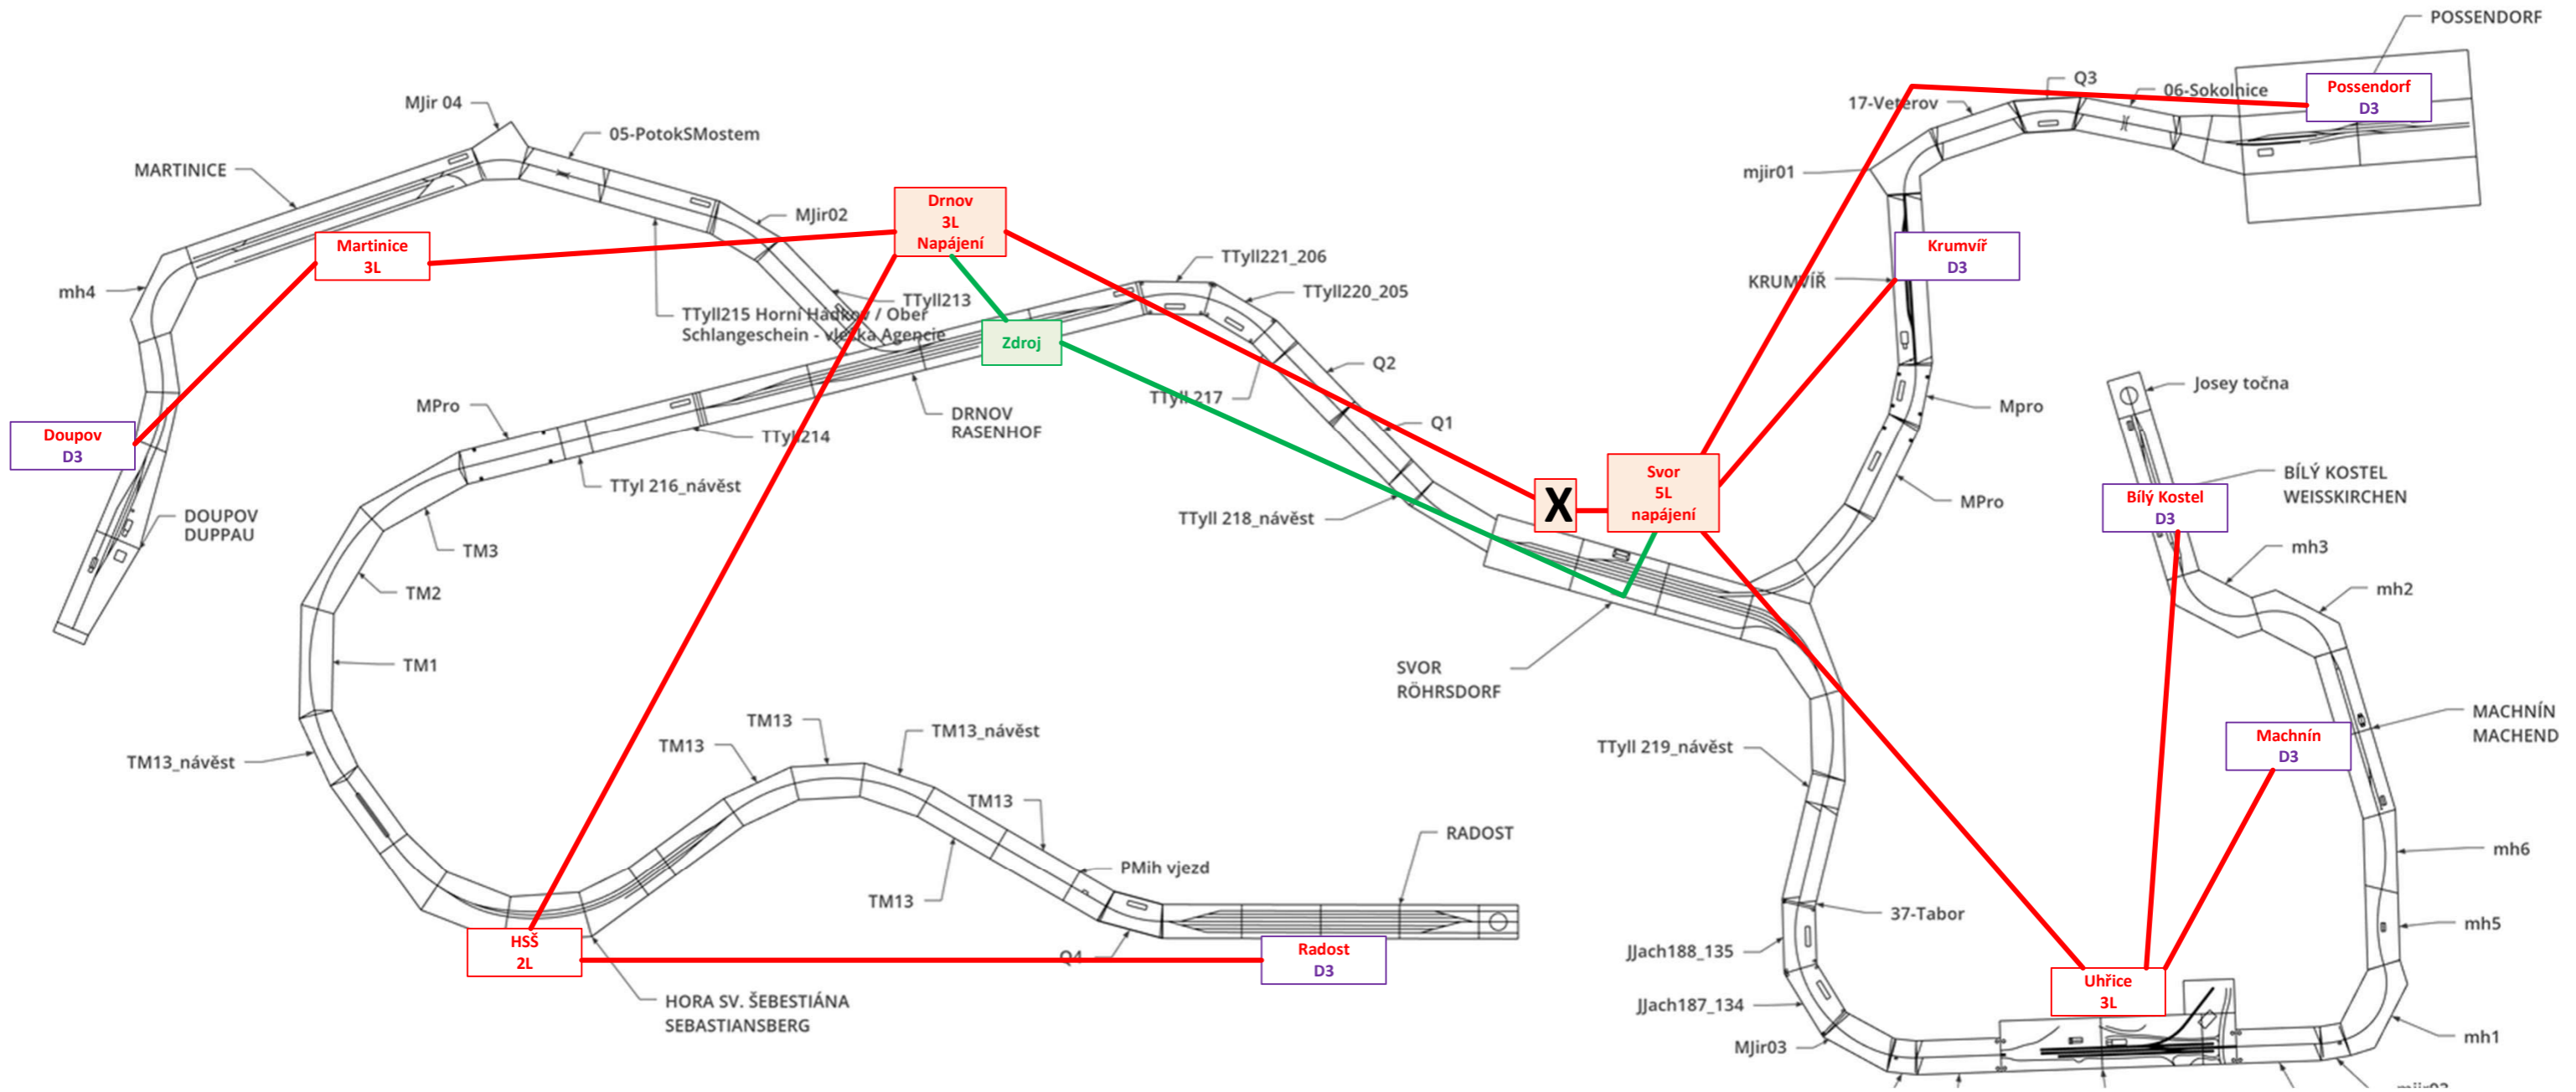 POSSENDORF
Q3
06-Sokolnice
Possendorf
D3
17-Veterov
MJir 04
05-PotokSMostem
MARTINICE
mjir01
Drnov
3L
Napájení
MJir02
Martinice
3L
Krumvíř
D3
TTyll221_206
KRUMVÍŘ
mh4
TTyll213
TTyll220_205
TTyll215 Horní Hádkov / Ober
Schlangeschein - vlečka Agencie
Zdroj
Q2
Josey točna
TTyll 217
MPro
DRNOV
RASENHOF
Mpro
Q1
TTyl214
Doupov
D3
Svor
5L
napájení
X
BÍLÝ KOSTEL
WEISSKIRCHEN
Bílý Kostel
D3
TTyl 216_návěst
MPro
DOUPOV
DUPPAU
TTyll 218_návěst
TM3
mh3
TM2
mh2
TM1
SVOR
RÖHRSDORF
TM13
TM13_návěst
TM13
MACHNÍN
MACHEND
Machnín
D3
TTyll 219_návěst
TM13_návěst
TM13
RADOST
mh6
PMih vjezd
TM13
37-Tabor
mh5
HSŠ
2L
Q4
Radost
D3
JJach188_135
Uhřice
3L
HORA SV. ŠEBESTIÁNA
SEBASTIANSBERG
JJach187_134
mh1
MJir03